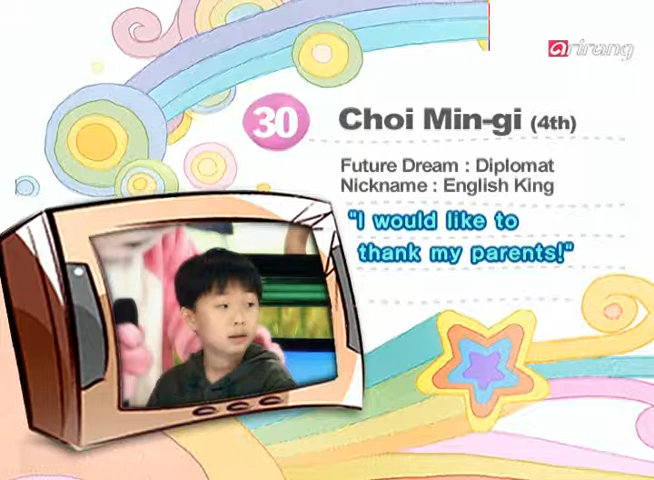 arirang
30
Choi Min-gi (4th)
Future Dream : Diplomat
Nickname : English King
"I would like to
thank my parents!"